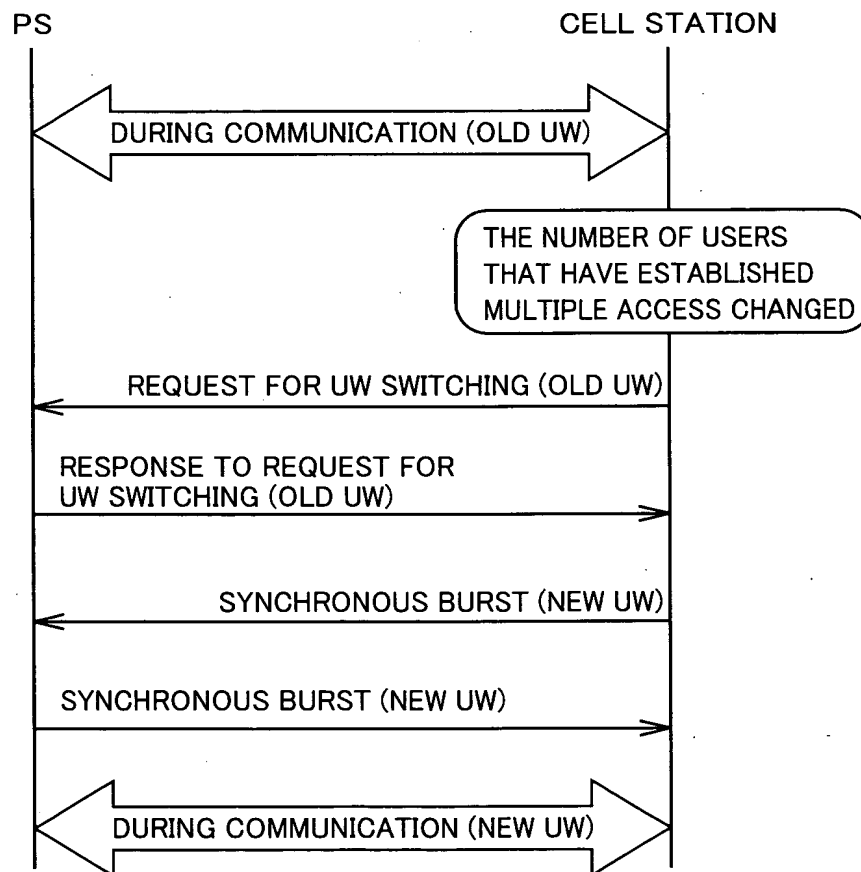 PS
CELL STATION
DURING COMMUNICATION (OLD UW)
THE NUMBER OF USERS
THAT HAVE ESTABLISHED
MULTIPLE ACCESS CHANGED
REQUEST FOR UW SWITCHING (OLD UW)
RESPONSE TO REQUEST FOR
UW SWITCHING (OLD UW)
SYNCHRONOUS BURST (NEW UW)
SYNCHRONOUS BURST (NEW UW)
DURING COMMUNICATION (NEW UW)